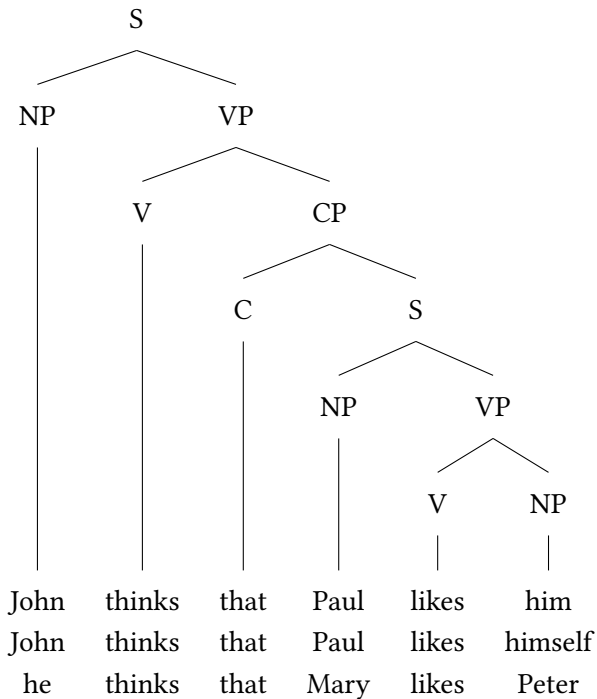 S
NP VP
V CP
C S
NP VP
V NP
John thinks that Paul likes him
John thinks that Paul likes himself
he thinks that Mary likes Peter